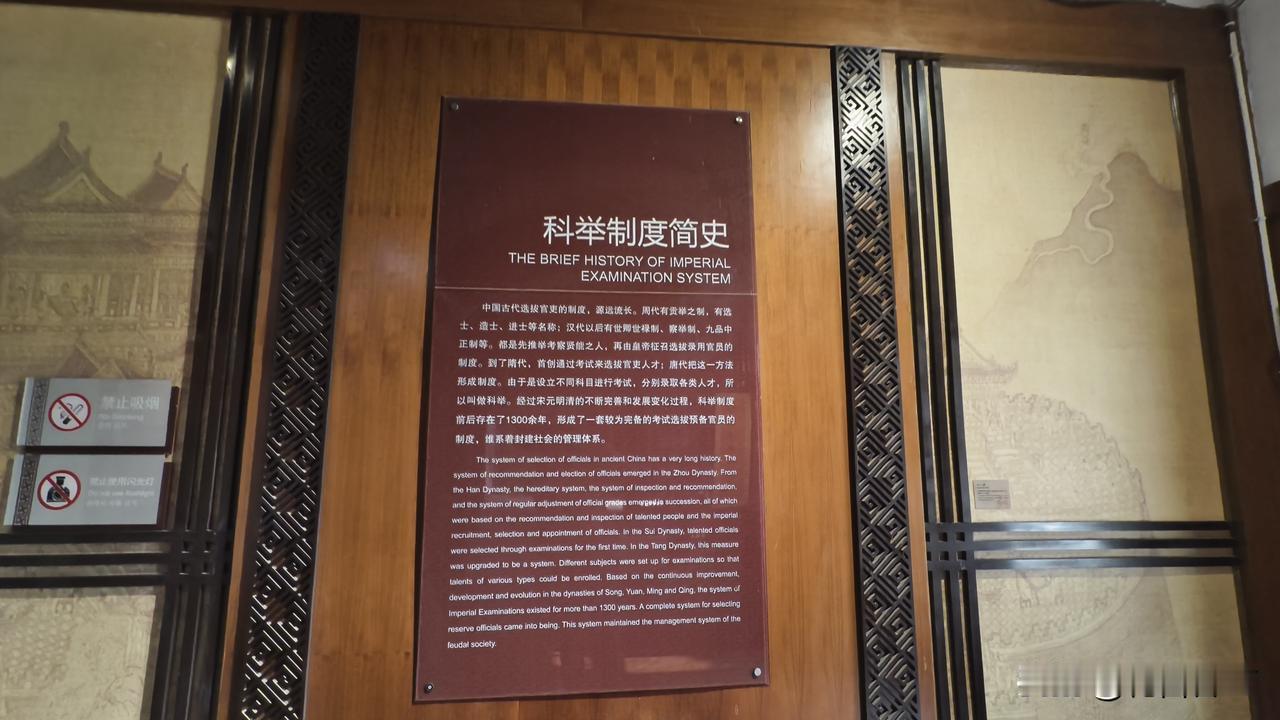 科举制度简史
THE BRIEF HISTORY OF IMPERIAL
EXAMINATION SYSTEM
中国古代选拔官吏的制度，源远流长。周代有贡举之制，有选
士、造士、进士等名称；汉代以后有世卿世禄制、察举制、九品中
正制等。都是先推举考察贤能之人，再由皇帝征召选拔录用官员的
制度。到了隋代，首创通过考试来选拔官吏人才；唐代把这一方法
形成制度。由于是设立不同科目进行考试，分别录取各类人才，所
以叫做科举。经过宋元明清的不断完善和发展变化过程，科举制度
前后存在了1300余年，形成了一套较为完备的考试选拔预备官员的
制度，维系着封建社会的管理体系。
The system of selection of officials in ancient China has a very long history. The
system of recommendation and election of officials emerged in the Zhou Dynasty. From
the Han Dynasty, the hereditary system, the system of inspection and recommendation,
and the system of regular adjustment of official grades emerged in succession, all of which
were based on the recommendation and inspection of talented people and the imperial
recruitment, selection and appointment of officials. In the Sui Dynasty, talented officials
were selected through examinations for the first time. In the Tang Dynasty, this measure
was upgraded to be a system. Different subjects were set up for examinations so that
talents of various types could be enrolled. Based on the continuous improvement,
development and evolution in the dynasties of Song, Yuan, Ming and Qing, the system of
Imperial Examinations existed for more than 1300 years. A complete system for selecting
reserve officials came into being. This system maintained the management system of the
feudal society.
禁止吸烟
No Smoking
禁止使用闪光灯
Do not use flashlight